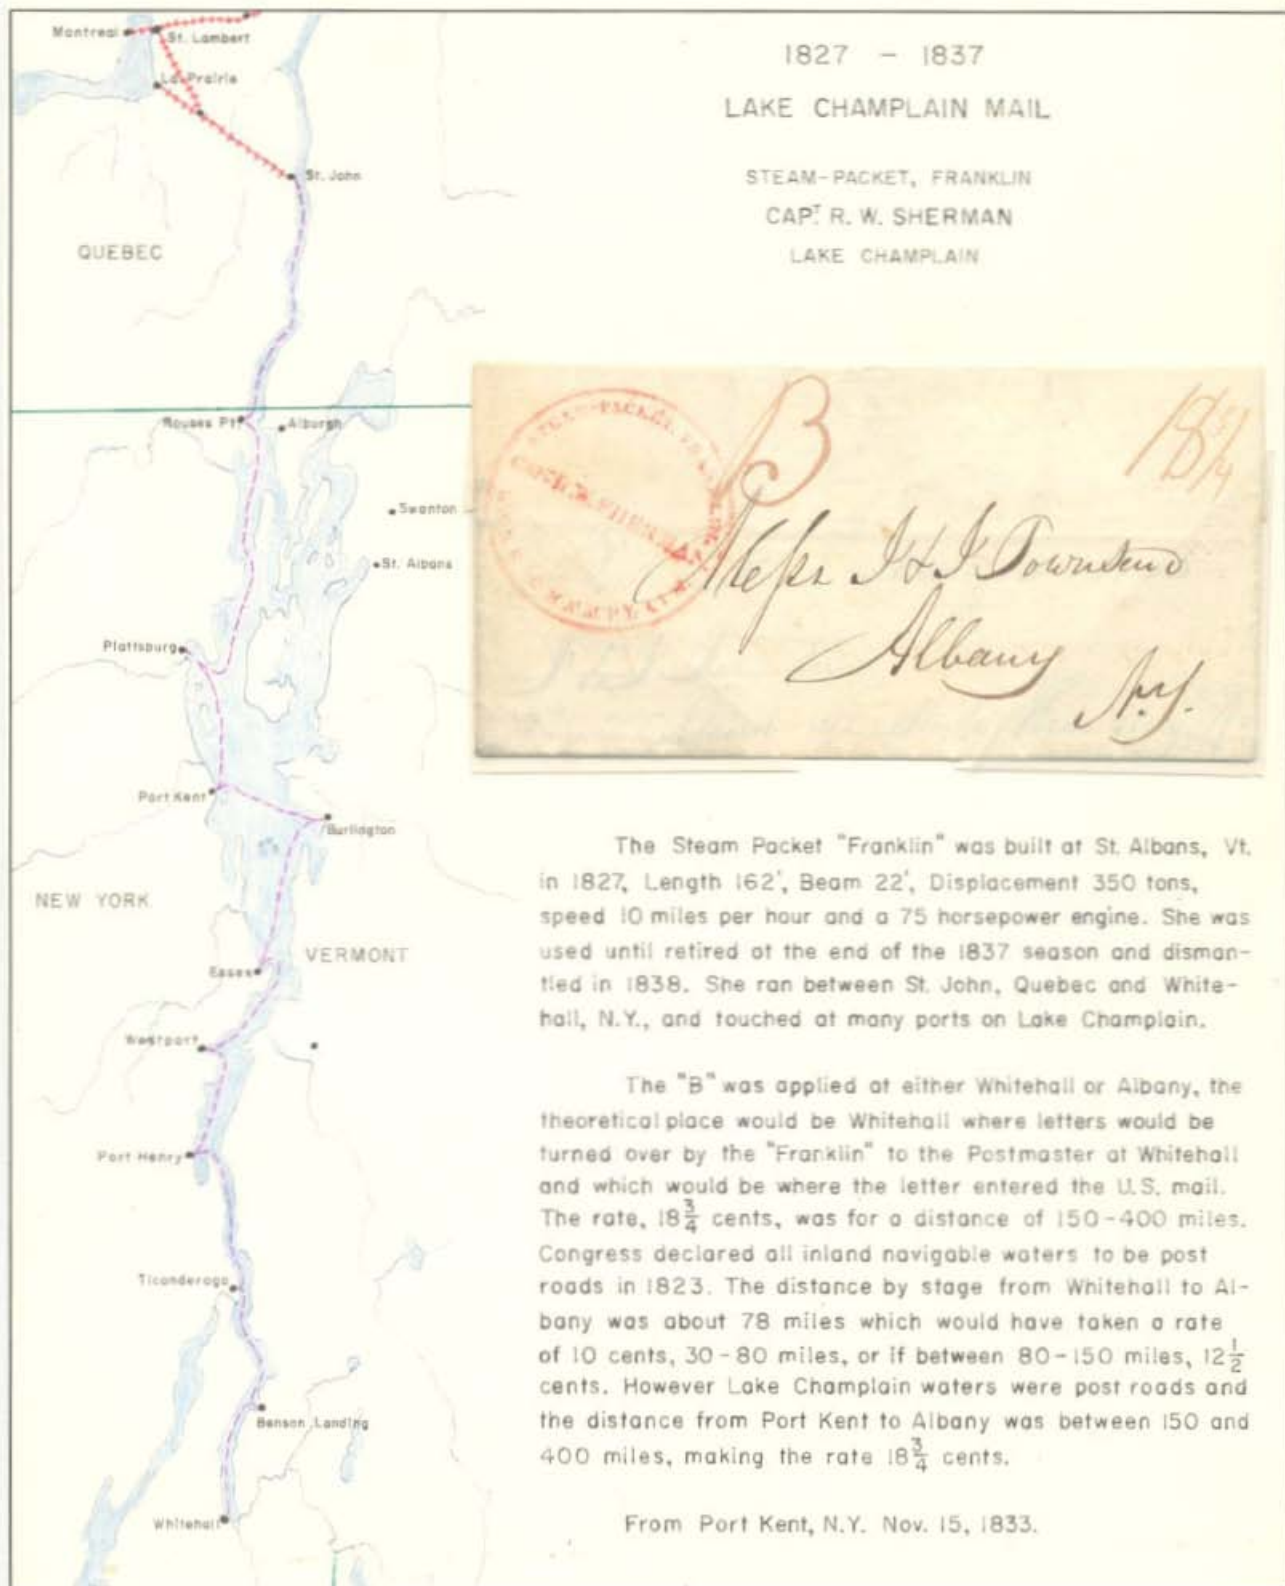 Montreal
St. Lambert
La Prairie
St. John
QUEBEC
Rouses Pt.
Alburgh
Swanton
St. Albans
Plattsburg
Port Kent
Burlington
NEW YORK
VERMONT
Essex
Westport
Port Henry
Ticonderoga
Benson Landing
Whitehall
1827 - 1837
LAKE CHAMPLAIN MAIL
STEAM-PACKET, FRANKLIN
CAPT. R. W. SHERMAN
LAKE CHAMPLAIN
STEAM-PACKET, FRANKLIN
CAPT. R. W. SHERMAN
LAKE CHAMPLAIN
B
18 3/4
Messrs I & J Townsend
Albany
N.Y.
The Steam Packet "Franklin" was built at St. Albans, Vt.
in 1827, Length 162', Beam 22', Displacement 350 tons,
speed 10 miles per hour and a 75 horsepower engine. She was
used until retired at the end of the 1837 season and disman-
tled in 1838. She ran between St. John, Quebec and White-
hall, N.Y., and touched at many ports on Lake Champlain.
The "B" was applied at either Whitehall or Albany, the
theoretical place would be Whitehall where letters would be
turned over by the "Franklin" to the Postmaster at Whitehall
and which would be where the letter entered the U.S. mail.
The rate, 18 3/4 cents, was for a distance of 150-400 miles.
Congress declared all inland navigable waters to be post
roads in 1823. The distance by stage from Whitehall to Al-
bany was about 78 miles which would have taken a rate
of 10 cents, 30-80 miles, or if between 80-150 miles, 12 1/2
cents. However Lake Champlain waters were post roads and
the distance from Port Kent to Albany was between 150 and
400 miles, making the rate 18 3/4 cents.
From Port Kent, N.Y. Nov. 15, 1833.